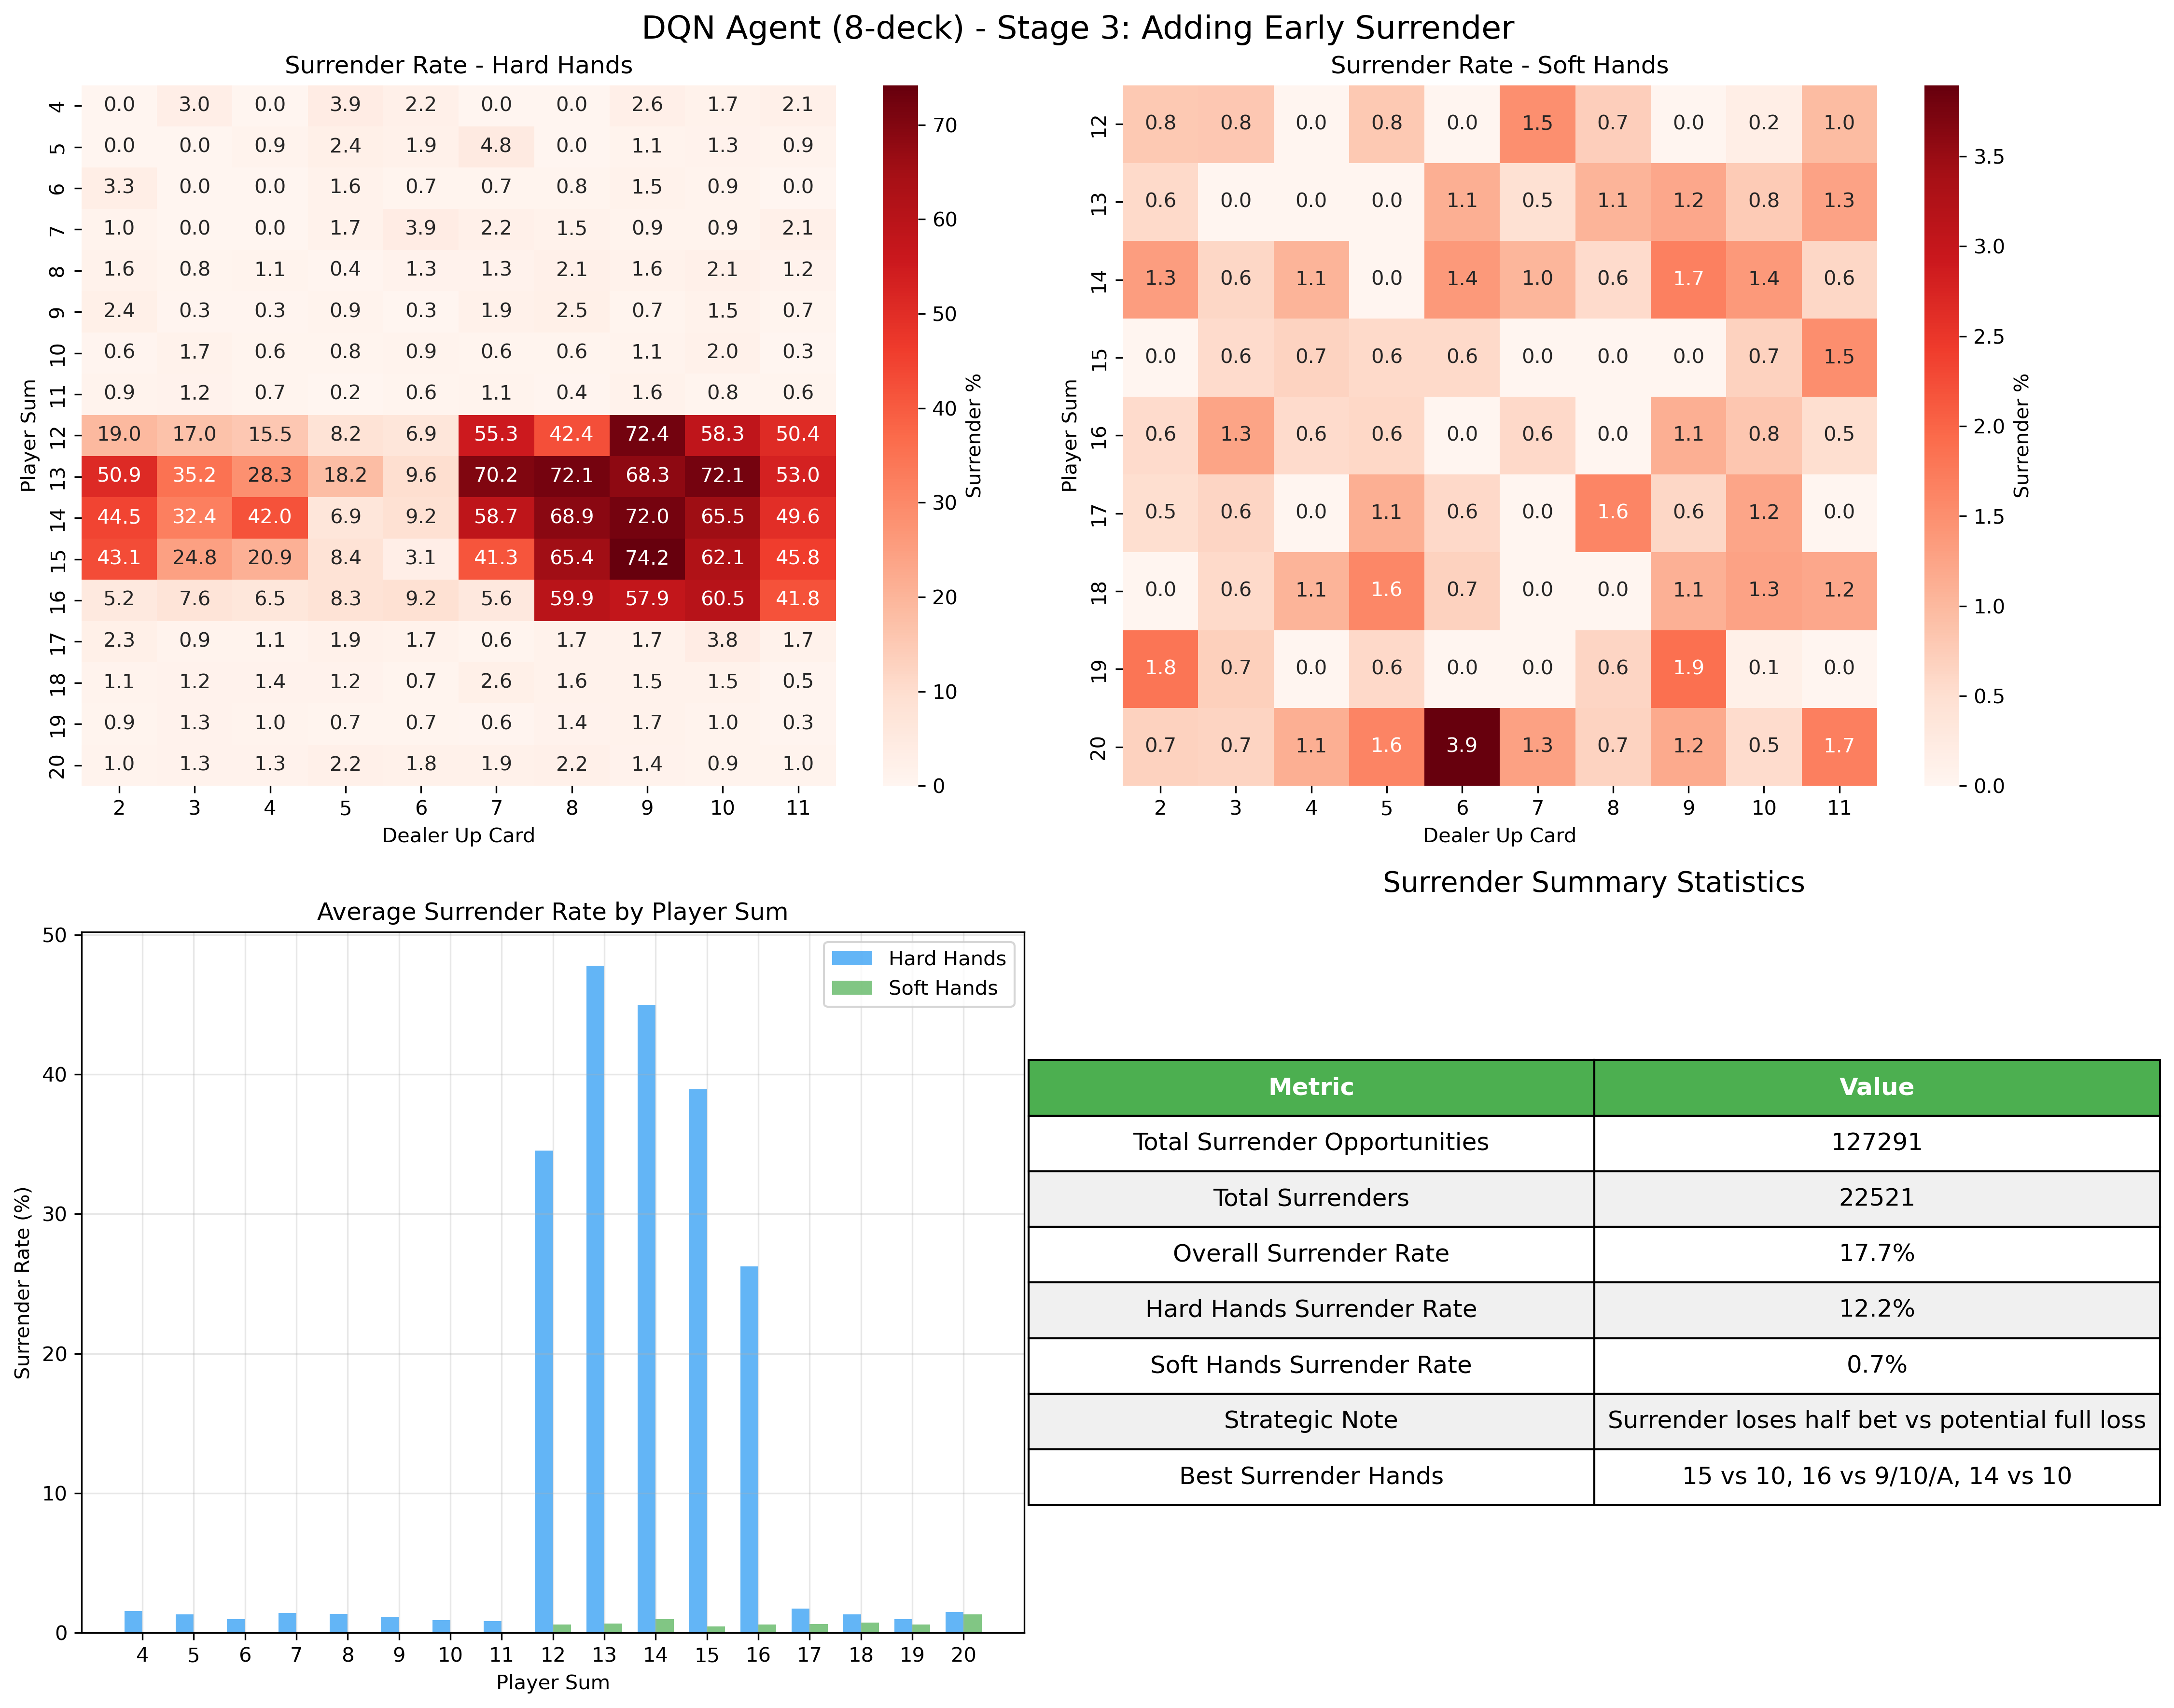 DQN Agent (8-deck) - Stage 3: Adding Early Surrender
Surrender Rate - Hard Hands
4 0.0 3.0 0.0 3.9 2.2 0.0 0.0 2.6 1.7 2.1
5 0.0 0.0 0.9 2.4 1.9 4.8 0.0 1.1 1.3 0.9
6 3.3 0.0 0.0 1.6 0.7 0.7 0.8 1.5 0.9 0.0
7 1.0 0.0 0.0 1.7 3.9 2.2 1.5 0.9 0.9 2.1
8 1.6 0.8 1.1 0.4 1.3 1.3 2.1 1.6 2.1 1.2
9 2.4 0.3 0.3 0.9 0.3 1.9 2.5 0.7 1.5 0.7
10 0.6 1.7 0.6 0.8 0.9 0.6 0.6 1.1 2.0 0.3
11 0.9 1.2 0.7 0.2 0.6 1.1 0.4 1.6 0.8 0.6
12 19.0 17.0 15.5 8.2 6.9 55.3 42.4 72.4 58.3 50.4
13 50.9 35.2 28.3 18.2 9.6 70.2 72.1 68.3 72.1 53.0
14 44.5 32.4 42.0 6.9 9.2 58.7 68.9 72.0 65.5 49.6
15 43.1 24.8 20.9 8.4 3.1 41.3 65.4 74.2 62.1 45.8
16 5.2 7.6 6.5 8.3 9.2 5.6 59.9 57.9 60.5 41.8
17 2.3 0.9 1.1 1.9 1.7 0.6 1.7 1.7 3.8 1.7
18 1.1 1.2 1.4 1.2 0.7 2.6 1.6 1.5 1.5 0.5
19 0.9 1.3 1.0 0.7 0.7 0.6 1.4 1.7 1.0 0.3
20 1.0 1.3 1.3 2.2 1.8 1.9 2.2 1.4 0.9 1.0
2 3 4 5 6 7 8 9 10 11
Dealer Up Card
Player Sum
70
60
50
40
30
20
10
0
Surrender %
Surrender Rate - Soft Hands
12 0.8 0.8 0.0 0.8 0.0 1.5 0.7 0.0 0.2 1.0
13 0.6 0.0 0.0 0.0 1.1 0.5 1.1 1.2 0.8 1.3
14 1.3 0.6 1.1 0.0 1.4 1.0 0.6 1.7 1.4 0.6
15 0.0 0.6 0.7 0.6 0.6 0.0 0.0 0.0 0.7 1.5
16 0.6 1.3 0.6 0.6 0.0 0.6 0.0 1.1 0.8 0.5
17 0.5 0.6 0.0 1.1 0.6 0.0 1.6 0.6 1.2 0.0
18 0.0 0.6 1.1 1.6 0.7 0.0 0.0 1.1 1.3 1.2
19 1.8 0.7 0.0 0.6 0.0 0.0 0.6 1.9 0.1 0.0
20 0.7 0.7 1.1 1.6 3.9 1.3 0.7 1.2 0.5 1.7
2 3 4 5 6 7 8 9 10 11
Dealer Up Card
Player Sum
3.5
3.0
2.5
2.0
1.5
1.0
0.5
0.0
Surrender %
Average Surrender Rate by Player Sum
Hard Hands
Soft Hands
50
40
30
20
10
0
Surrender Rate (%)
4 5 6 7 8 9 10 11 12 13 14 15 16 17 18 19 20
Player Sum
Surrender Summary Statistics
Metric Value
Total Surrender Opportunities 127291
Total Surrenders 22521
Overall Surrender Rate 17.7%
Hard Hands Surrender Rate 12.2%
Soft Hands Surrender Rate 0.7%
Strategic Note Surrender loses half bet vs potential full loss
Best Surrender Hands 15 vs 10, 16 vs 9/10/A, 14 vs 10